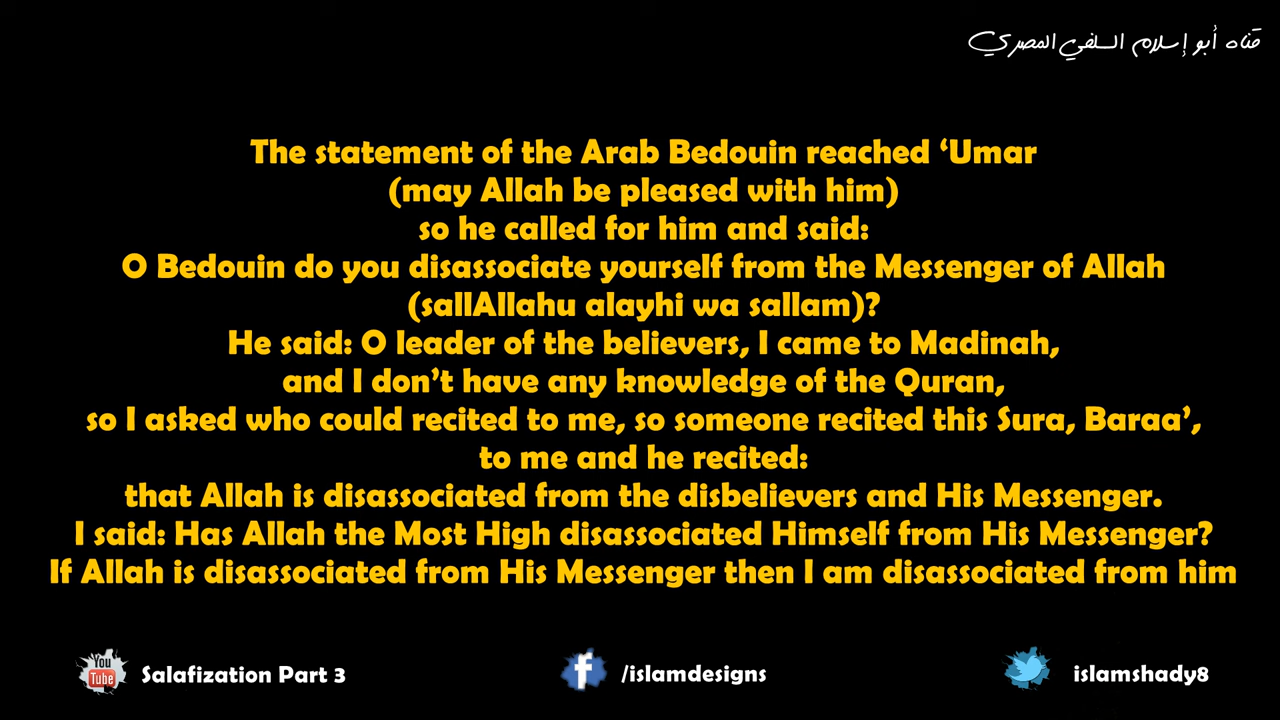 قناه أبو إسلام السلفي المصري
The statement of the Arab Bedouin reached ‘Umar
(may Allah be pleased with him)
so he called for him and said:
O Bedouin do you disassociate yourself from the Messenger of Allah
(sallAllahu alayhi wa sallam)?
He said: O leader of the believers, I came to Madinah,
and I don’t have any knowledge of the Quran,
so I asked who could recited to me, so someone recited this Sura, Baraa’,
to me and he recited:
that Allah is disassociated from the disbelievers and His Messenger.
I said: Has Allah the Most High disassociated Himself from His Messenger?
If Allah is disassociated from His Messenger then I am disassociated from him
You Tube Salafization Part 3
f /islamdesigns
islamshady8